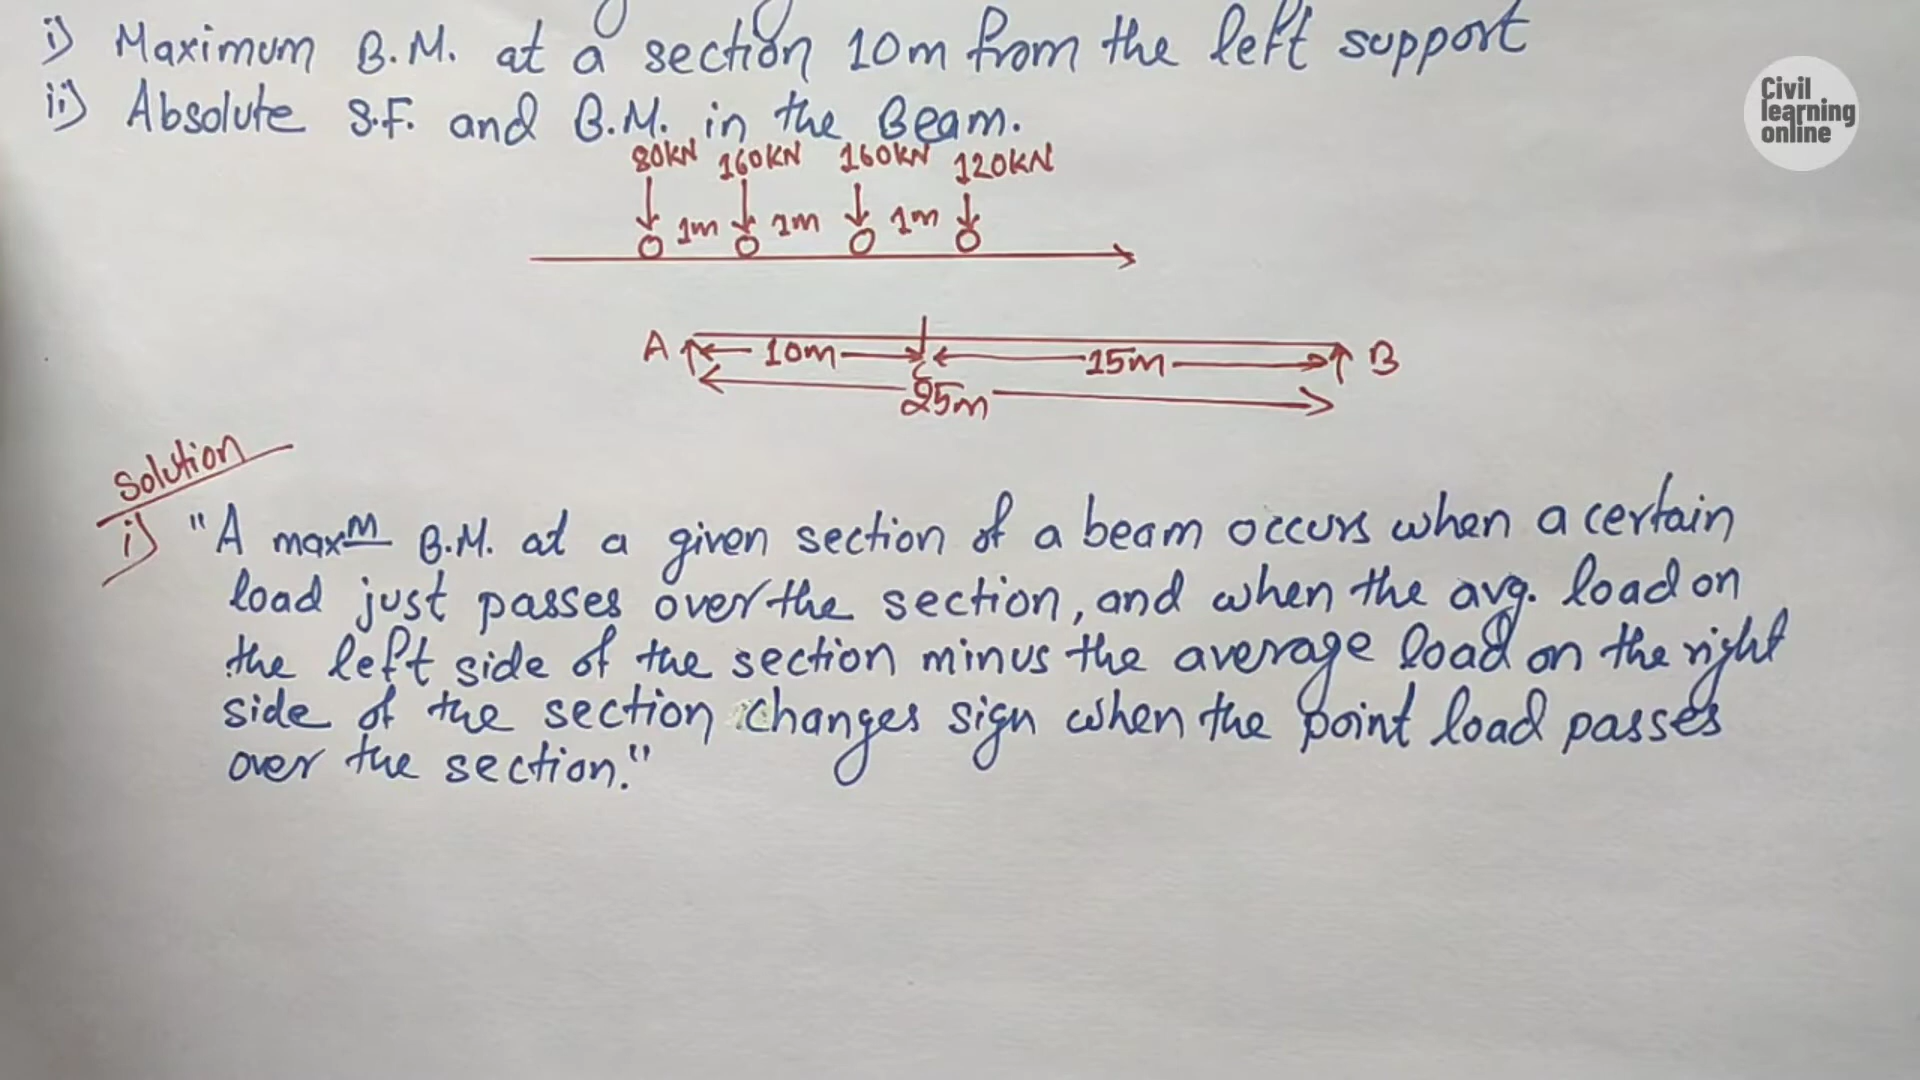 i) Maximum B.M. at a section 10m from the left support
ii) Absolute S.F. and B.M. in the Beam.
80KN 160KN 160KN 120KN
1m 1m 1m
A 10m 15m B
C
25m
Solution
i) "A maxm B.M. at a given section of a beam occurs when a certain
load just passes over the section, and when the avg. load on
the left side of the section minus the average load on the right
side of the section changes sign when the point load passes
over the section."
Civil
learning
online